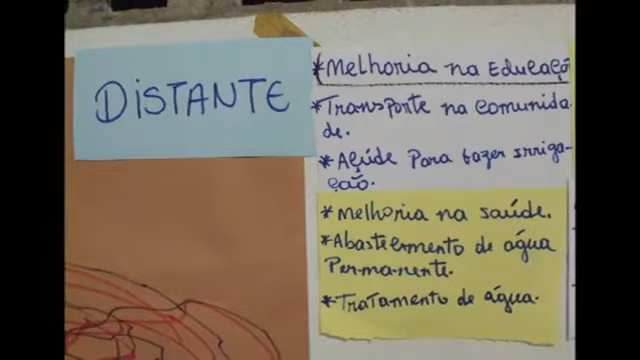 DiSTANTE
*Melhoria na Educaçõ
*Transporte na comunida
de.
*Açúde Para fazer irriga-
ção.
*Melhoria na saúde.
*Abastecimento de água
Permanente.
*Tratamento de água.